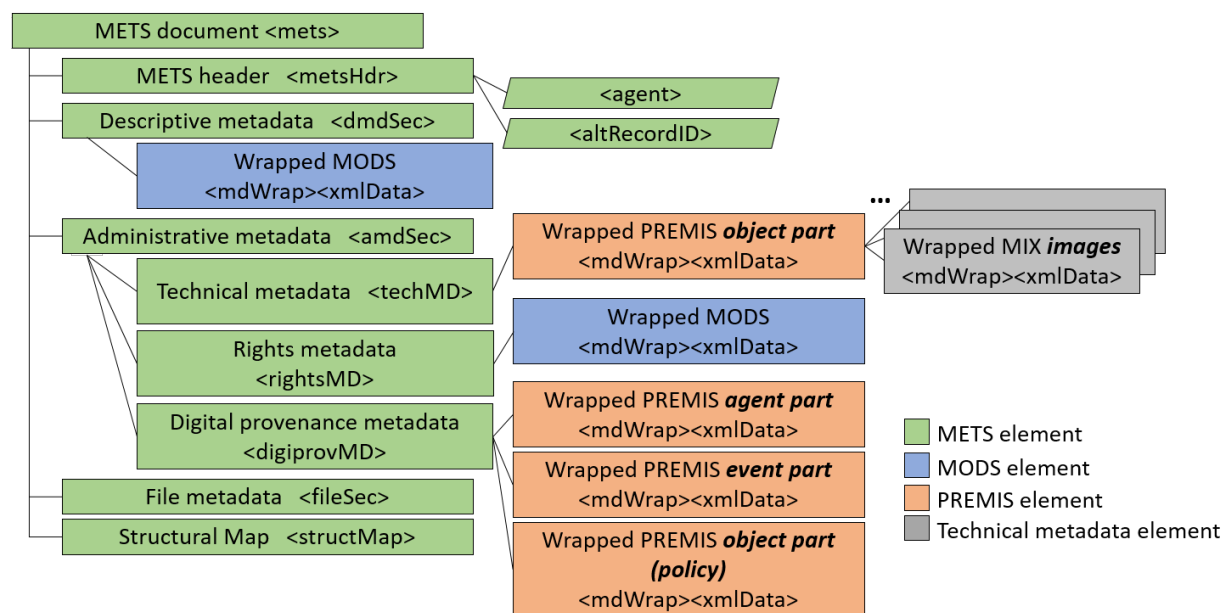 METS document <mets>
METS header <metsHdr>
<agent>
<altRecordID>
Descriptive metadata <dmdSec>
Wrapped MODS
<mdWrap><xmlData>
Administrative metadata <amdSec>
Technical metadata <techMD>
Wrapped PREMIS object part
<mdWrap><xmlData>
...
Wrapped MIX images
<mdWrap><xmlData>
Rights metadata
<rightsMD>
Wrapped MODS
<mdWrap><xmlData>
Digital provenance metadata
<digiprovMD>
Wrapped PREMIS agent part
<mdWrap><xmlData>
Wrapped PREMIS event part
<mdWrap><xmlData>
Wrapped PREMIS object part
(policy)
<mdWrap><xmlData>
File metadata <fileSec>
Structural Map <structMap>
METS element
MODS element
PREMIS element
Technical metadata element